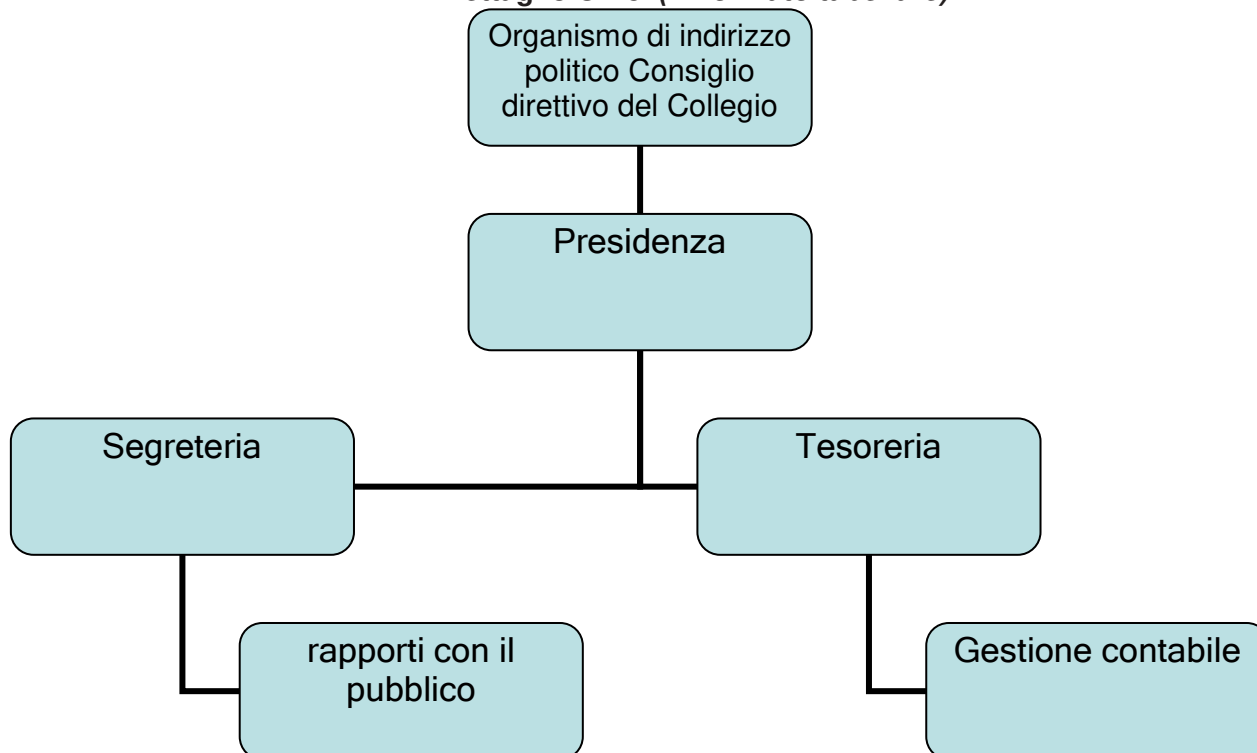 Organismo di indirizzo
politico Consiglio
direttivo del Collegio
Presidenza
Segreteria
Tesoreria
rapporti con il
pubblico
Gestione contabile